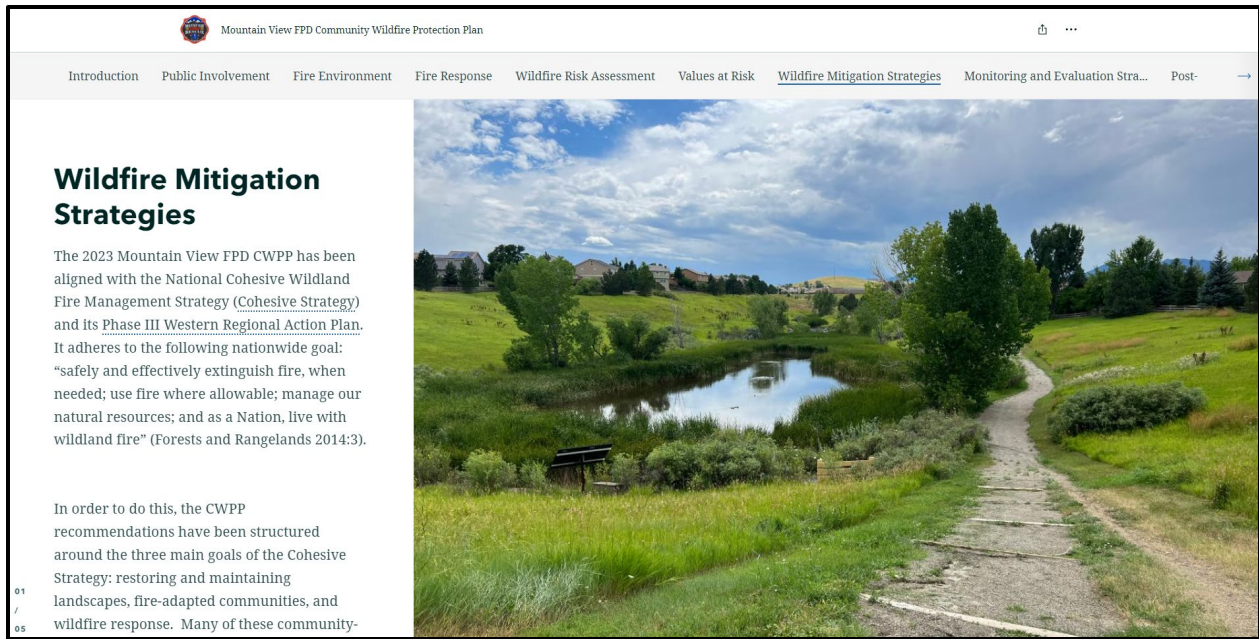 Mountain View FPD Community Wildfire Protection Plan
Introduction Public Involvement Fire Environment Fire Response Wildfire Risk Assessment Values at Risk Wildfire Mitigation Strategies Monitoring and Evaluation Stra... Post-
Wildfire Mitigation
Strategies
The 2023 Mountain View FPD CWPP has been
aligned with the National Cohesive Wildland
Fire Management Strategy (Cohesive Strategy)
and its Phase III Western Regional Action Plan.
It adheres to the following nationwide goal:
“safely and effectively extinguish fire, when
needed; use fire where allowable; manage our
natural resources; and as a Nation, live with
wildland fire” (Forests and Rangelands 2014:3).
In order to do this, the CWPP
recommendations have been structured
around the three main goals of the Cohesive
Strategy: restoring and maintaining
landscapes, fire-adapted communities, and
wildfire response. Many of these community-
01
/
05